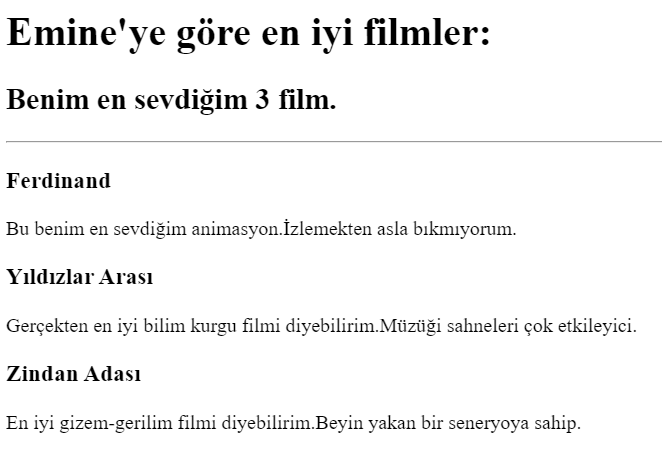 Emine'ye göre en iyi filmler:
Benim en sevdiğim 3 film.
Ferdinand
Bu benim en sevdiğim animasyon.İzlemekten asla bıkmıyorum.
Yıldızlar Arası
Gerçekten en iyi bilim kurgu filmi diyebilirim.Müzüği sahneleri çok etkileyici.
Zindan Adası
En iyi gizem-gerilim filmi diyebilirim.Beyin yakan bir seneryoya sahip.